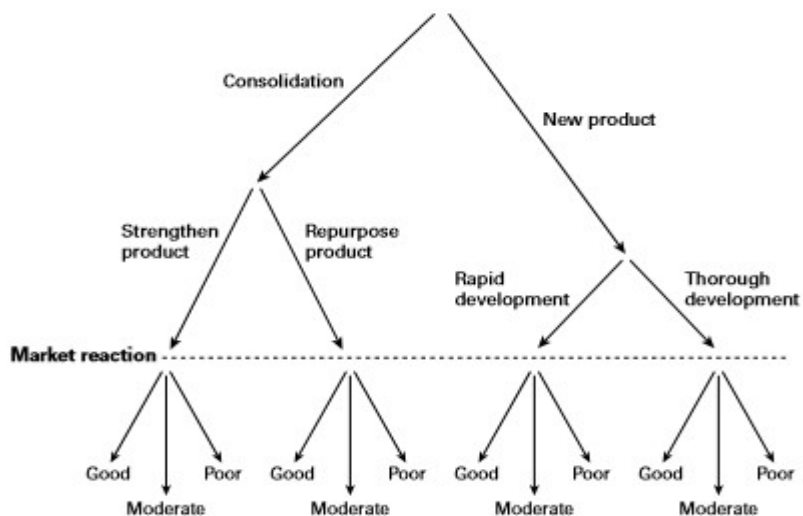 Consolidation
New product
Strengthen
product
Repurpose
product
Rapid
development
Thorough
development
Market reaction
Good
Poor
Good
Poor
Good
Poor
Good
Poor
Moderate
Moderate
Moderate
Moderate